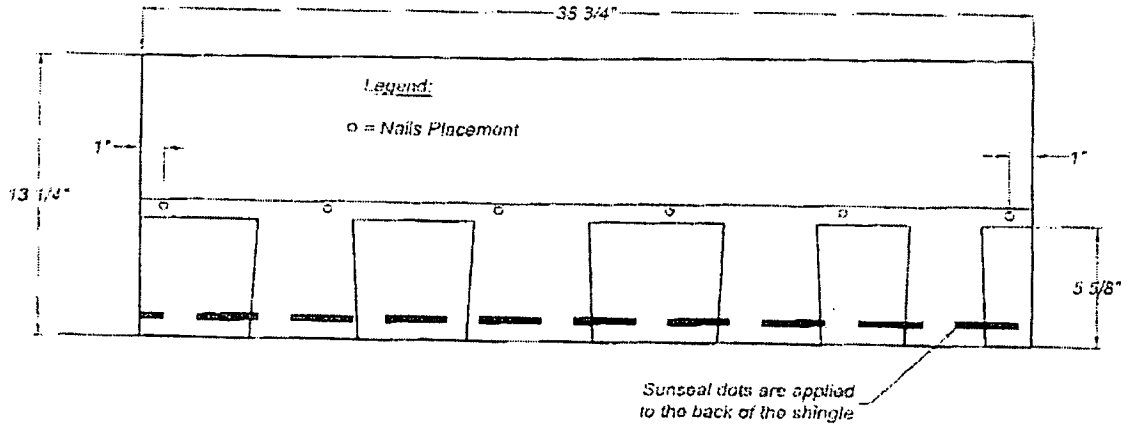 35 3/4"
Legend:
o = Nails Placement
1"
1"
13 1/4"
5 5/8"
Sunseal dots are applied
to the back of the shingle